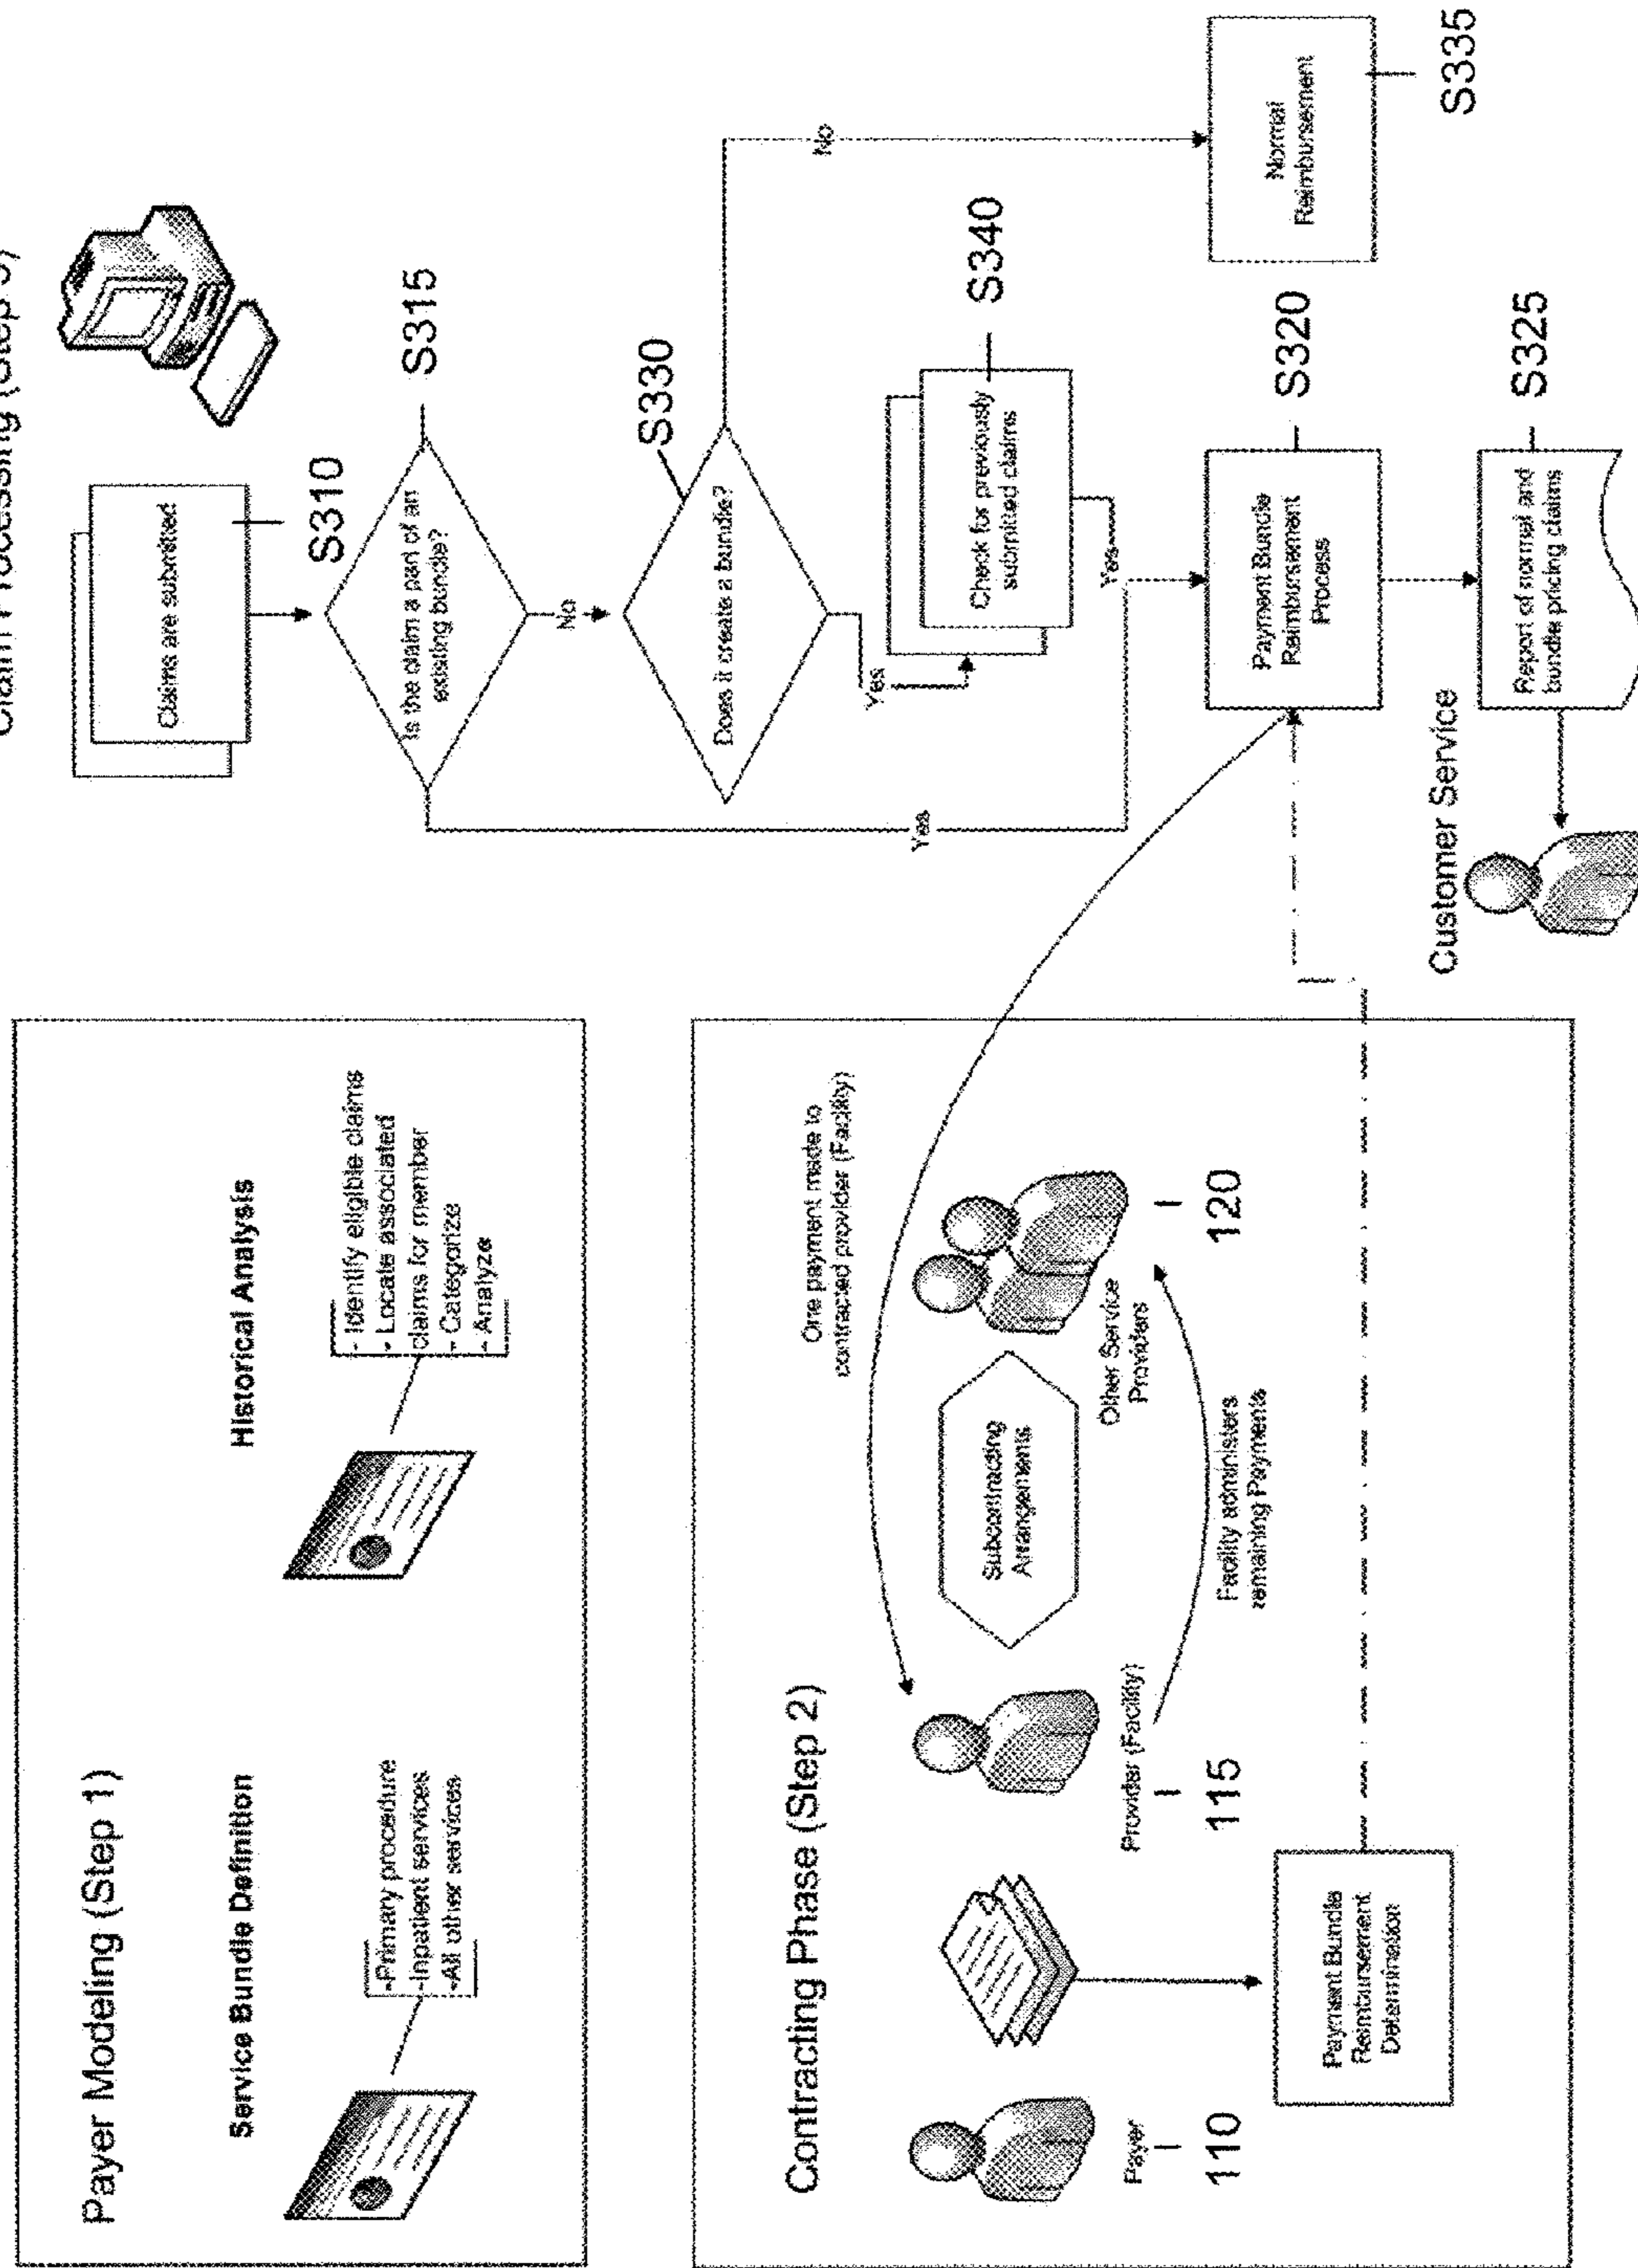 Payer Modeling (Step 1)
Service Bundle Definition
-Primary procedure
-Inpatient services
-All other services
Historical Analysis
- Identify eligible claims
- Locate associated
claims for member
- Categorize
- Analyze
Contracting Phase (Step 2)
Payer
110
Provider (Facility)
115
Subcontracting
Arrangements
Other Service
Providers
120
One payment made to
contracted provider (Facility)
Facility administers
remaining Payments
Payment Bundle
Reimbursement
Determination
Claim Processing (Step 3)
Claims are submitted
S310
Is the claim a part of an
existing bundle?
S315
No
Yes
Does it create a bundle?
S330
Yes
No
Check for previously
submitted claims
S340
Yes
Normal
Reimbursement
S335
Payment Bundle
Reimbursement
Process
S320
Report of normal and
bundle pricing claims
S325
Customer Service